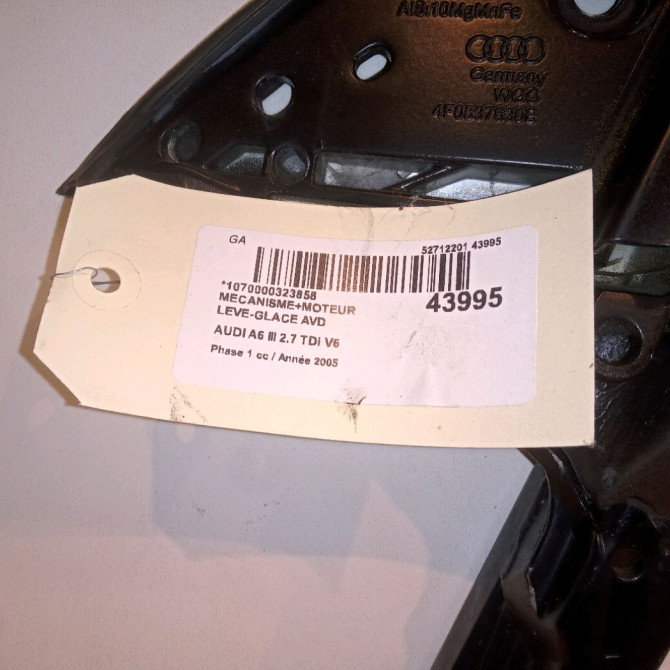 AlSi10MgMnFe
Germany
WGG
GA
52712201 43995
*1070000323858
43995
MECANISME+MOTEUR
LEVE-GLACE AVD
AUDI A6 III 2.7 TDi V6
Phase 1 cc / Année 2005